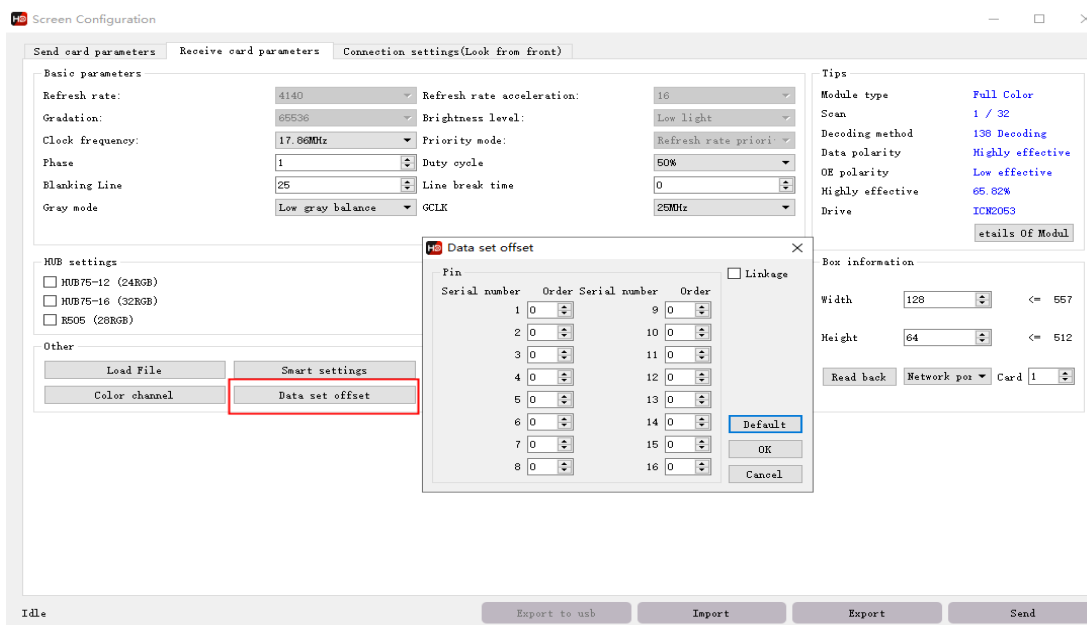 HD Screen Configuration
Send card parameters Receive card parameters Connection settings(Look from front)
Basic parameters
Refresh rate: 4140 Refresh rate acceleration: 16
Gradation: 65536 Brightness level: Low light
Clock frequency: 17.86MHz Priority mode: Refresh rate priori
Phase 1 Duty cycle 50%
Blanking Line 25 Line break time 0
Gray mode Low gray balance GCLK 25MHz
Tips
Module type Full Color
Scan 1 / 32
Decoding method 138 Decoding
Data polarity Highly effective
OE polarity Low effective
Highly effective 65.82%
Drive ICN2053
etails Of Modul
HUB settings
HUB75-12 (24RGB)
HUB75-16 (32RGB)
R505 (28RGB)
Other
Load File Smart settings
Color channel Data set offset
HD Data set offset
Pin
Linkage
Serial number Order Serial number Order
1 0 9 0
2 0 10 0
3 0 11 0
4 0 12 0
5 0 13 0
6 0 14 0
7 0 15 0
8 0 16 0
Default
OK
Cancel
Box information
Width 128 <= 557
Height 64 <= 512
Read back Network por Card 1
Idle Export to usb Import Export Send